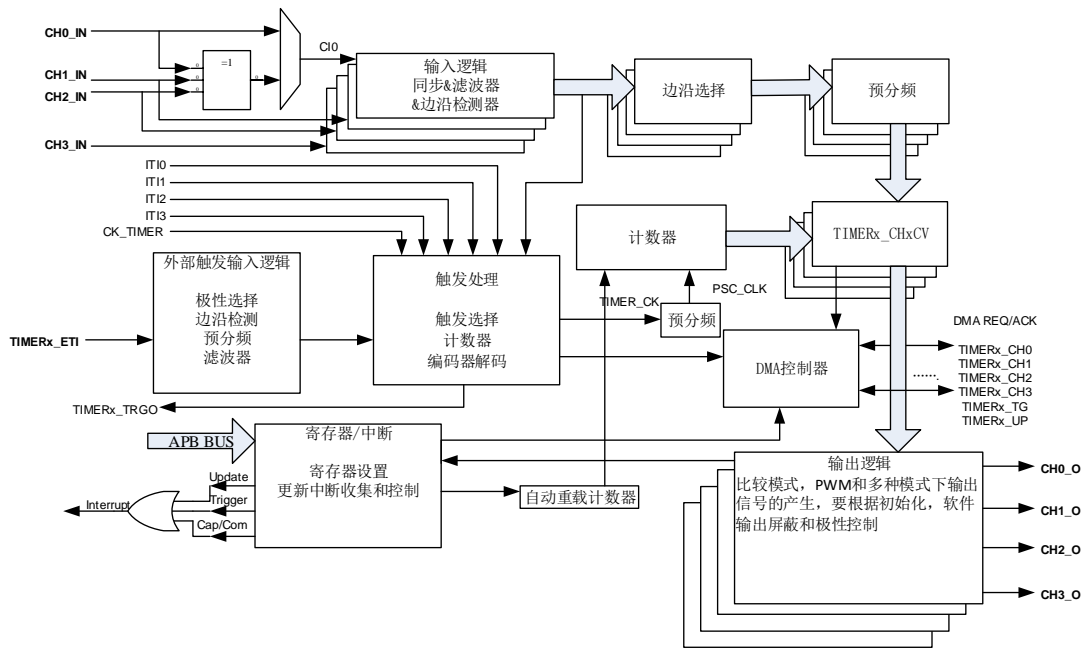 CH0_IN
=1
CH1_IN
CH2_IN
CH3_IN
CI0
输入逻辑
同步&滤波器
&边沿检测器
边沿选择
预分频
ITI0
ITI1
ITI2
ITI3
CK_TIMER
外部触发输入逻辑
极性选择
边沿检测
预分频
滤波器
TIMERx_ETI
触发处理
触发选择
计数器
编码器解码
计数器
TIMERx_CHxCV
TIMER_CK
PSC_CLK
预分频
DMA控制器
DMA REQ/ACK
TIMERx_CH0
TIMERx_CH1
TIMERx_CH2
TIMERx_CH3
TIMERx_TG
TIMERx_UP
…….
TIMERx_TRGO
APB BUS
寄存器/中断
寄存器设置
更新中断收集和控制
Update
Trigger
Cap/Com
Interrupt
自动重载计数器
输出逻辑
比较模式，PWM和多种模式下输出
信号的产生，要根据初始化，软件
输出屏蔽和极性控制
CH0_O
CH1_O
CH2_O
CH3_O